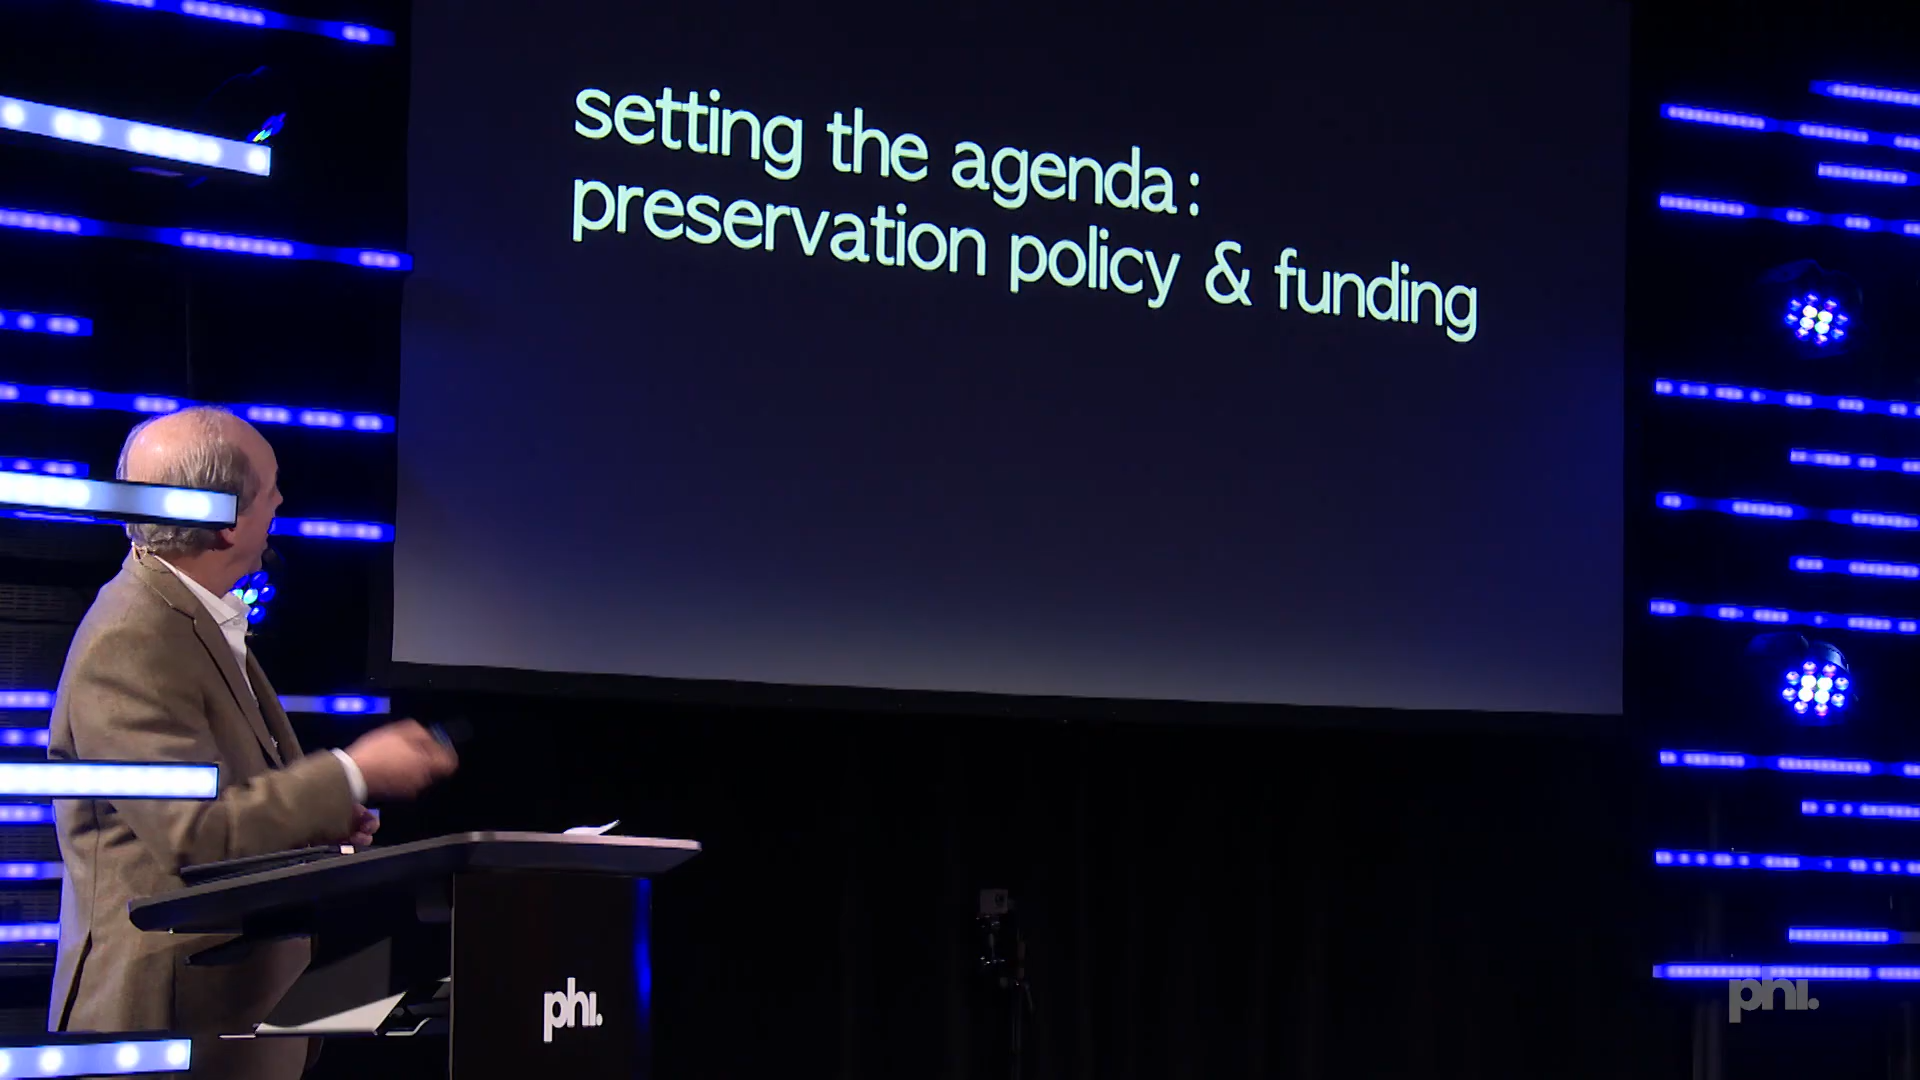 setting the agenda:
preservation policy & funding
phi.
phi.